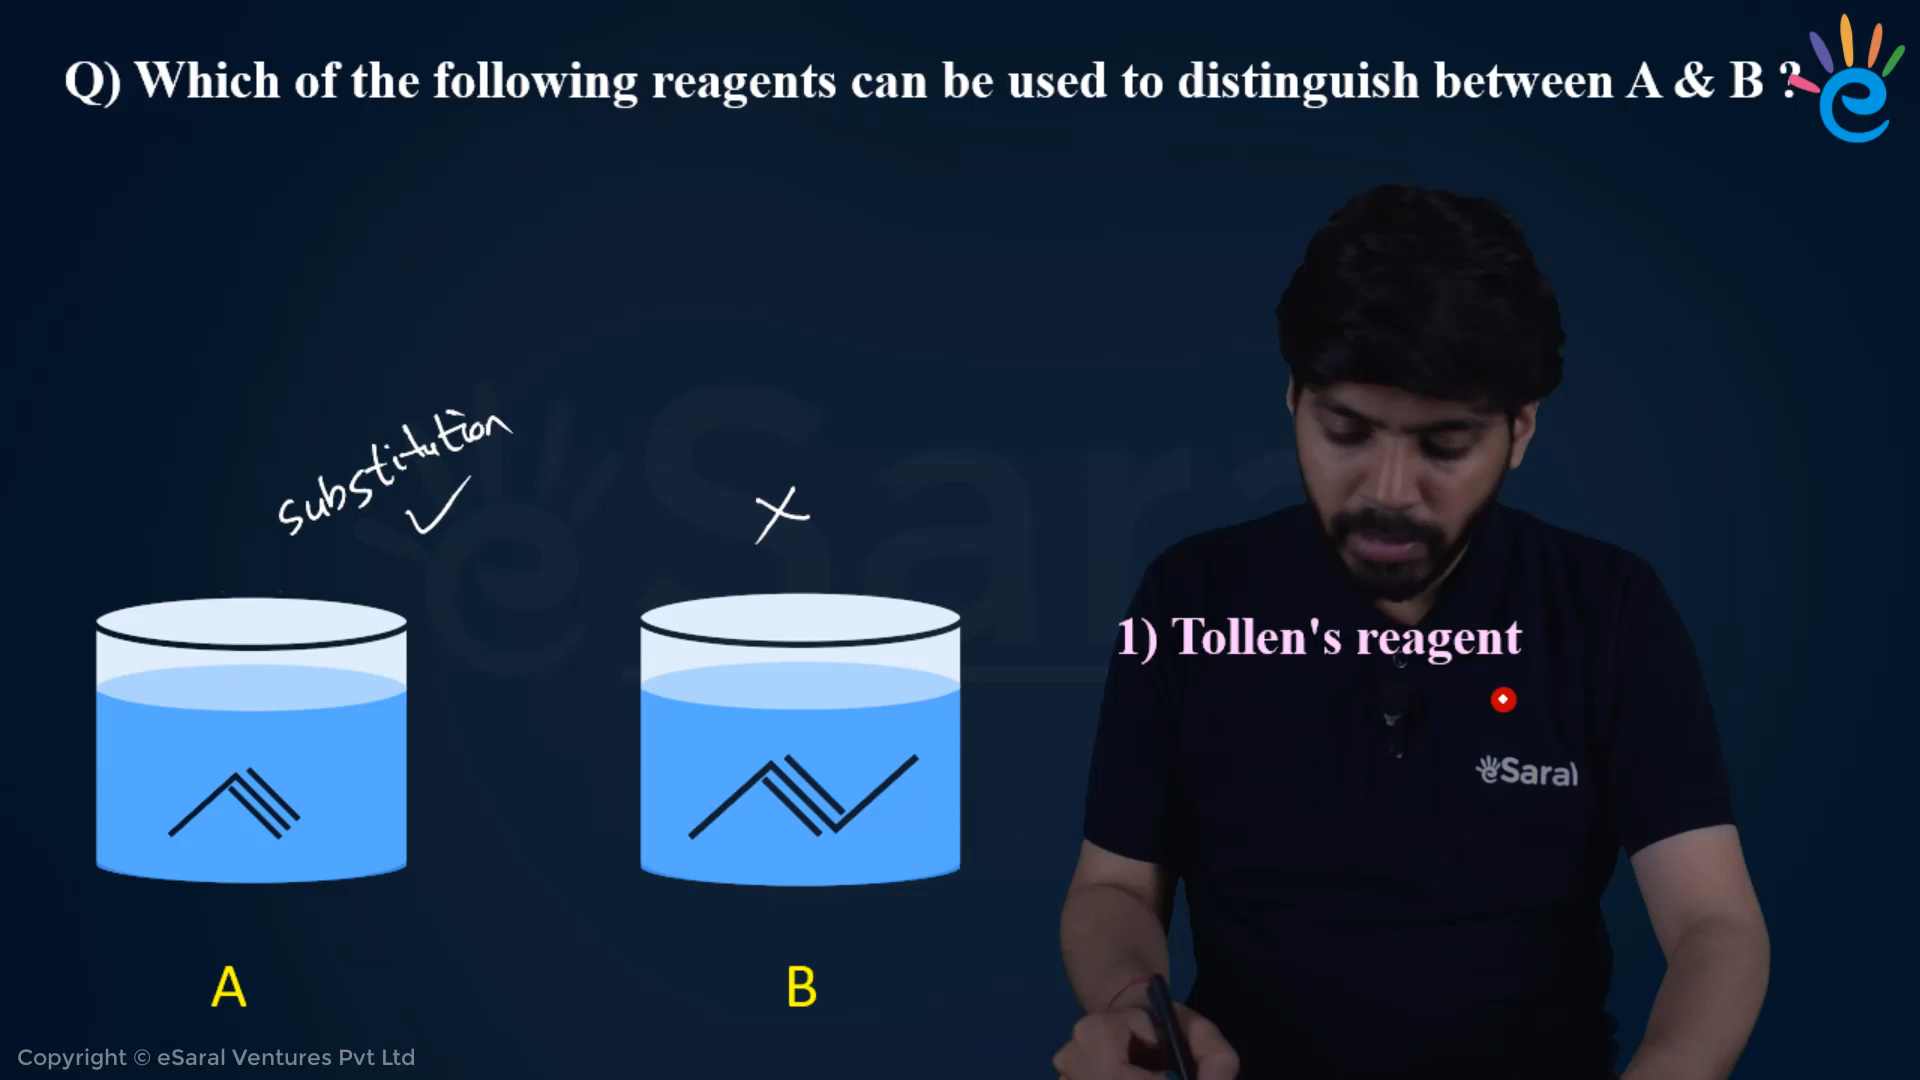 Q) Which of the following reagents can be used to distinguish between A & B ?
substitution
1) Tollen's reagent
eSaral
A
B
Copyright © eSaral Ventures Pvt Ltd